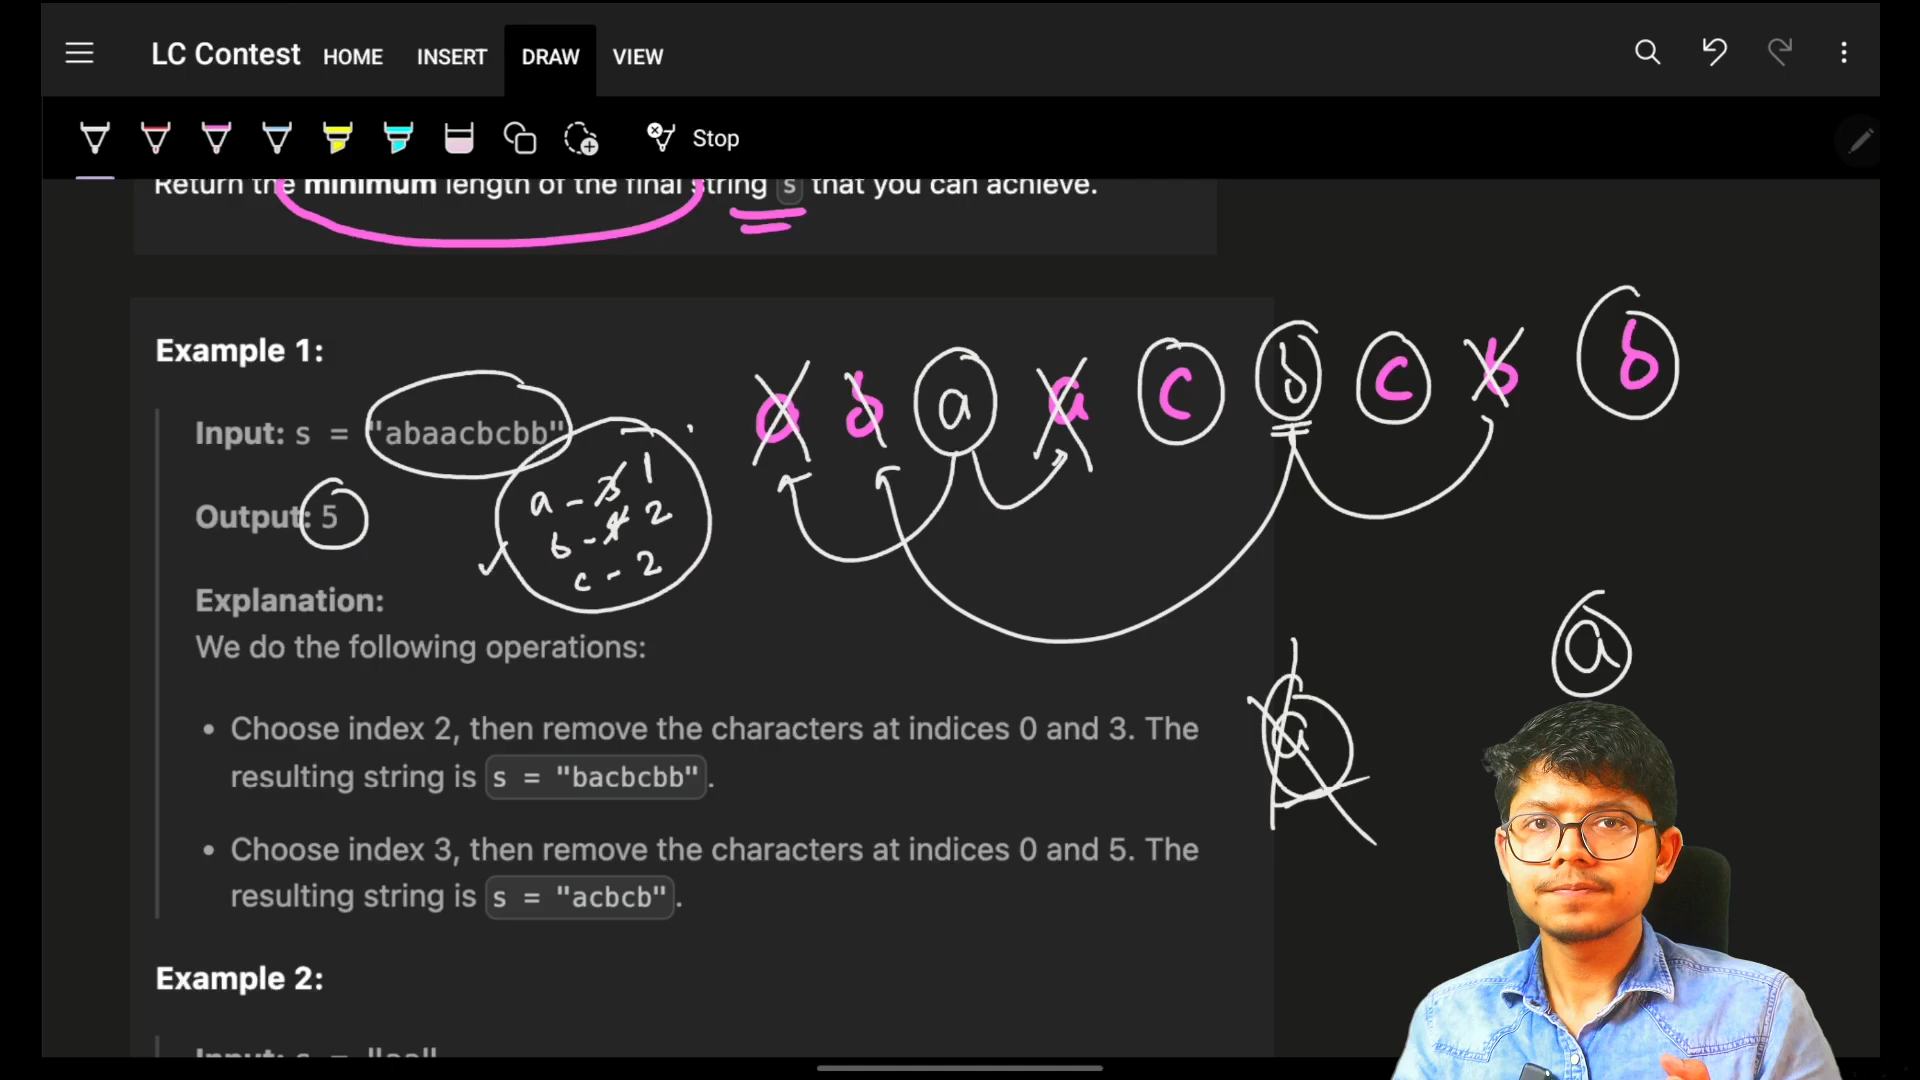 LC Contest HOME INSERT DRAW VIEW
Stop
Return the minimum length of the final string s that you can achieve.
Example 1:
Input: s = "abaacbcbb"
Output: 5
Explanation:
We do the following operations:
Choose index 2, then remove the characters at indices 0 and 3. The
resulting string is s = "bacbcbb".
Choose index 3, then remove the characters at indices 0 and 5. The
resulting string is s = "acbcb".
Example 2:
a b a a c b c b b
a - 3 1
b - 4 2
c - 2
a
a